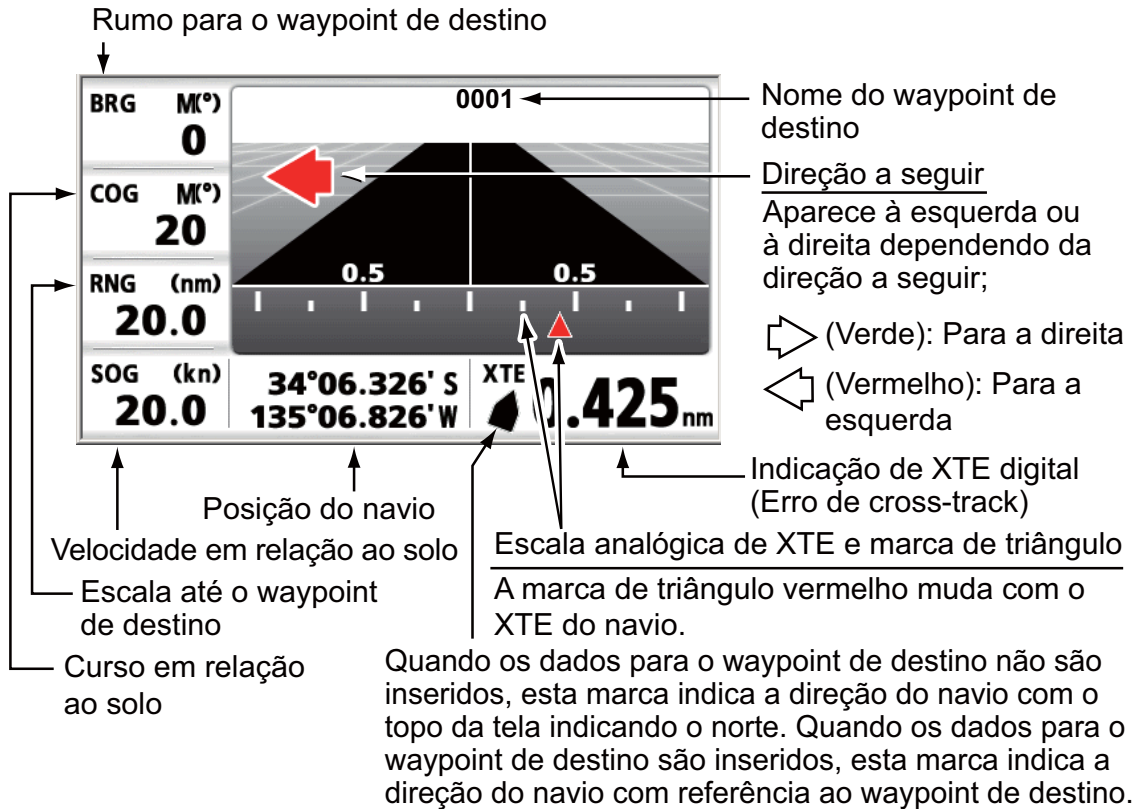 Rumo para o waypoint de destino
BRG M(°)
0
COG M(°)
20
RNG (nm)
20.0
SOG (kn)
20.0
0001
0.5 0.5
34°06.326' S
135°06.826' W
XTE
0.425 nm
Nome do waypoint de
destino
Direção a seguir
Aparece à esquerda ou
à direita dependendo da
direção a seguir;
(Verde): Para a direita
(Vermelho): Para a
esquerda
Indicação de XTE digital
(Erro de cross-track)
Posição do navio
Velocidade em relação ao solo
Escala até o waypoint
de destino
Curso em relação
ao solo
Escala analógica de XTE e marca de triângulo
A marca de triângulo vermelho muda com o
XTE do navio.
Quando os dados para o waypoint de destino não são
inseridos, esta marca indica a direção do navio com o
topo da tela indicando o norte. Quando os dados para o
waypoint de destino são inseridos, esta marca indica a
direção do navio com referência ao waypoint de destino.